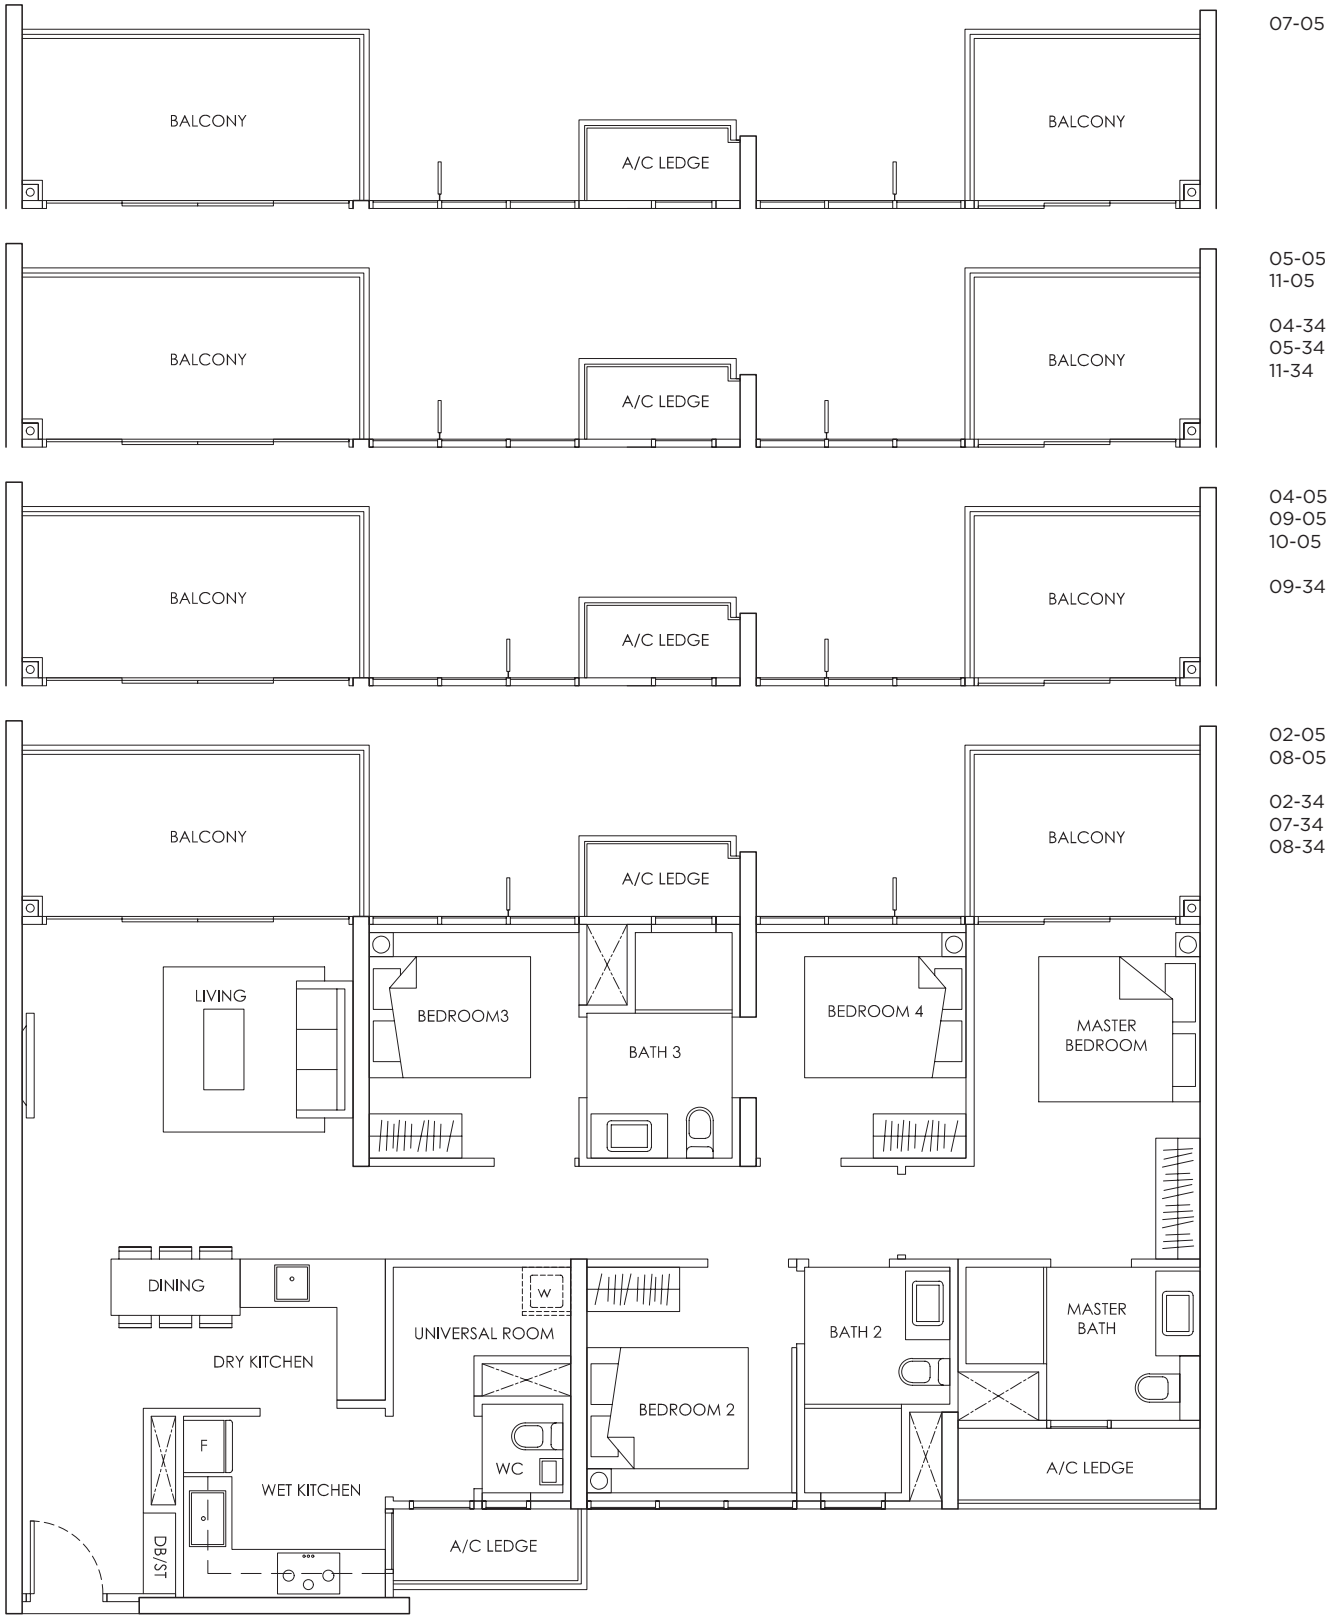 07-05
BALCONY
A/C LEDGE
BALCONY
05-05
11-05
04-34
05-34
11-34
BALCONY
A/C LEDGE
BALCONY
04-05
09-05
10-05
09-34
BALCONY
A/C LEDGE
BALCONY
02-05
08-05
02-34
07-34
08-34
BALCONY
A/C LEDGE
BALCONY
LIVING
BEDROOM3
BATH 3
BEDROOM 4
MASTER
BEDROOM
DINING
W
UNIVERSAL ROOM
DRY KITCHEN
BATH 2
MASTER
BATH
BEDROOM 2
F
WC
WET KITCHEN
A/C LEDGE
DB/ST
A/C LEDGE